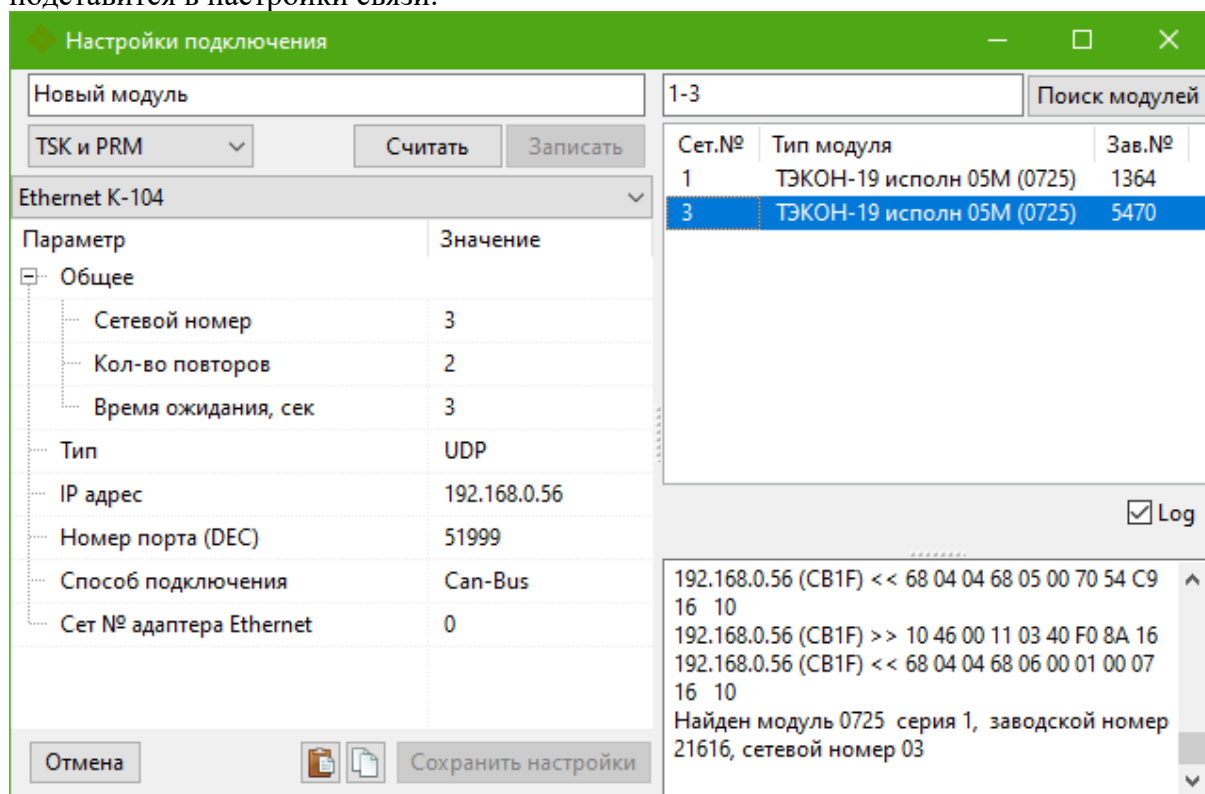 подставится в настройки связи.
Настройки подключения
Новый модуль
TSK и PRM
Считать
Записать
Ethernet К-104
Параметр Значение
Общее
Сетевой номер 3
Кол-во повторов 2
Время ожидания, сек 3
Тип UDP
IP адрес 192.168.0.56
Номер порта (DEC) 51999
Способ подключения Can-Bus
Сет № адаптера Ethernet 0
Отмена
Сохранить настройки
1-3
Поиск модулей
Сет.№ Тип модуля Зав.№
1 ТЭКОН-19 исполн 05М (0725) 1364
3 ТЭКОН-19 исполн 05М (0725) 5470
Log
192.168.0.56 (CB1F) << 68 04 04 68 05 00 70 54 C9
16 10
192.168.0.56 (CB1F) >> 10 46 00 11 03 40 F0 8A 16
192.168.0.56 (CB1F) << 68 04 04 68 06 00 01 00 07
16 10
Найден модуль 0725 серия 1, заводской номер
21616, сетевой номер 03